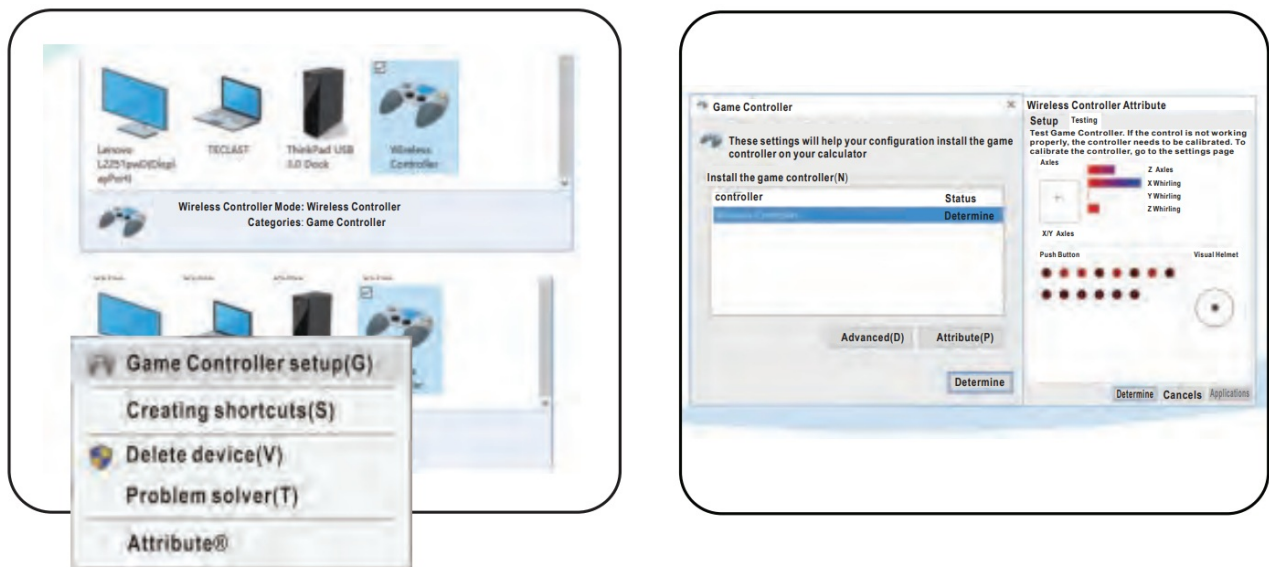 Lenovo
L2251pwD(Displ
ayPort)
TECLAST
ThinkPad USB
3.0 Dock
Wireless
Controller
Wireless Controller Mode: Wireless Controller
Categories: Game Controller
Game Controller setup(G)
Creating shortcuts(S)
Delete device(V)
Problem solver(T)
Attribute®
Game Controller
These settings will help your configuration install the game
controller on your calculator
Install the game controller(N)
controller
Status
Wireless Controller
Determine
Advanced(D)
Attribute(P)
Determine
Wireless Controller Attribute
Setup
Testing
Test Game Controller. If the control is not working
properly, the controller needs to be calibrated. To
calibrate the controller, go to the settings page
Axles
Z Axles
X Whirling
Y Whirling
Z Whirling
X/Y Axles
Push Button
Visual Helmet
Determine
Cancels
Applications